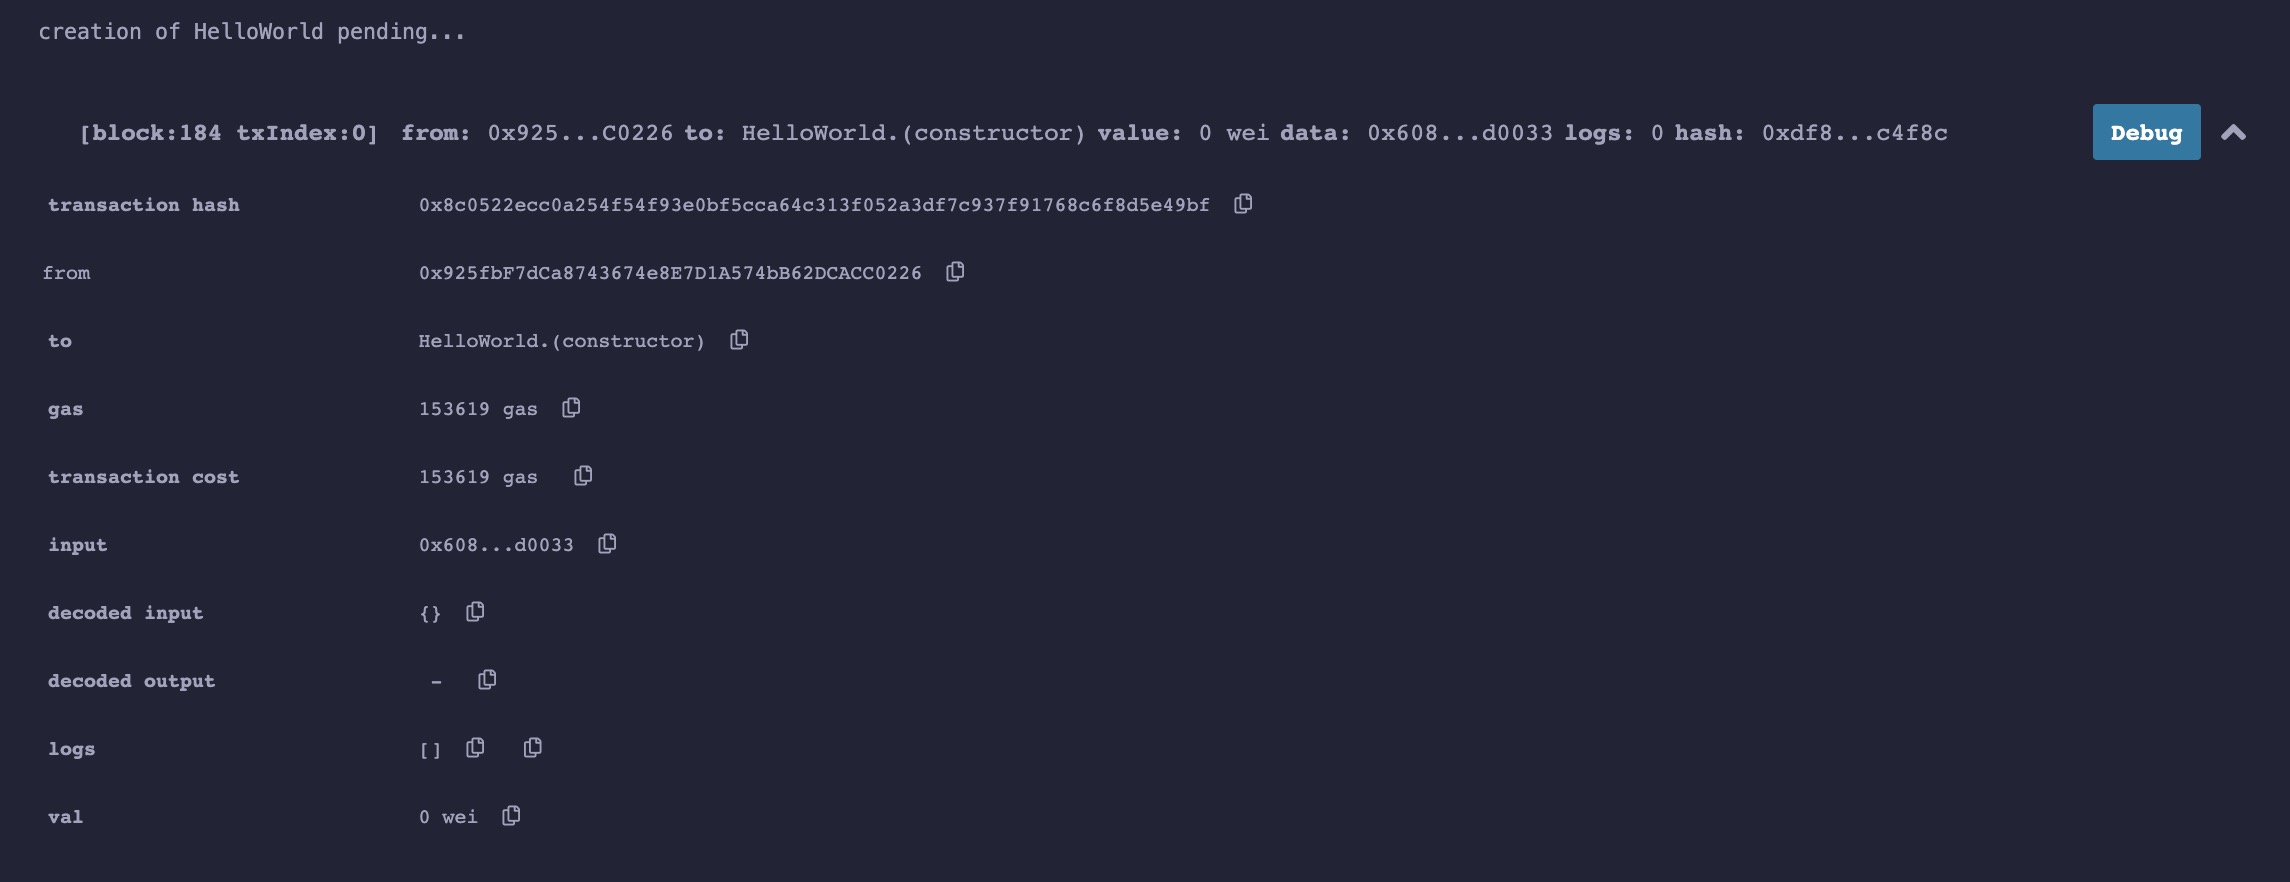 creation of HelloWorld pending...
[block:184 txIndex:0] from: 0x925...C0226 to: HelloWorld.(constructor) value: 0 wei data: 0x608...d0033 logs: 0 hash: 0xdf8...c4f8c
Debug
transaction hash 0x8c0522ecc0a254f54f93e0bf5cca64c313f052a3df7c937f91768c6f8d5e49bf
from 0x925fbF7dCa8743674e8E7D1A574bB62DCACC0226
to HelloWorld.(constructor)
gas 153619 gas
transaction cost 153619 gas
input 0x608...d0033
decoded input {}
decoded output -
logs []
val 0 wei